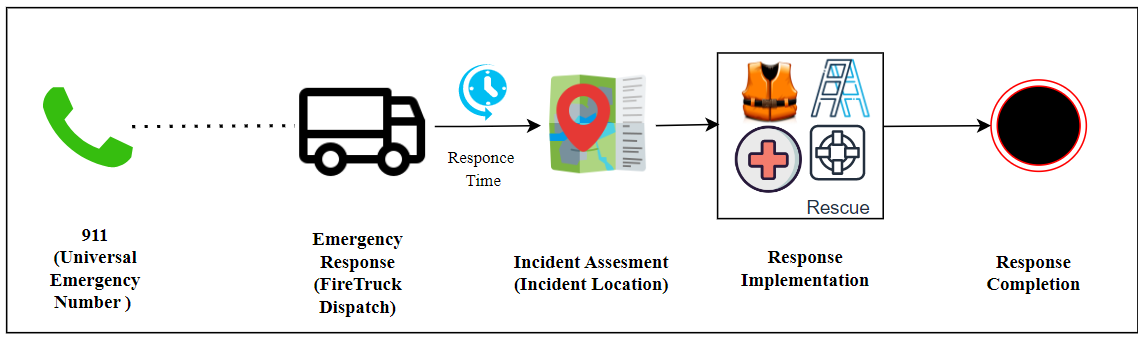 Responce
Time
Rescue
911
(Universal
Emergency
Number )
Emergency
Response
(FireTruck
Dispatch)
Incident Assesment
(Incident Location)
Response
Implementation
Response
Completion